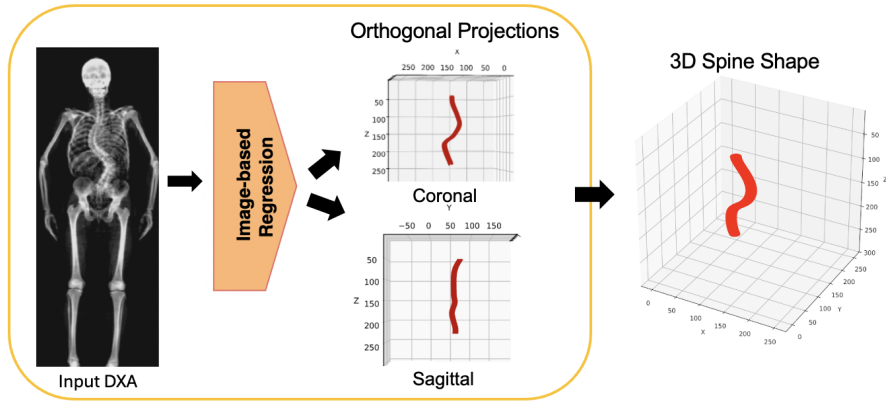 Orthogonal Projections
X
250 200 150 100 50 0
50
100
Z 150
200
250
Coronal
Image-based
Regression
Input DXA
Y
−50 0 50 100 150
50
100
Z 150
200
250
Sagittal
3D Spine Shape
50
100
150 Z
200
250
300
0 50 100 150 200 250
X
0 50 100 150 200 250 300
Y